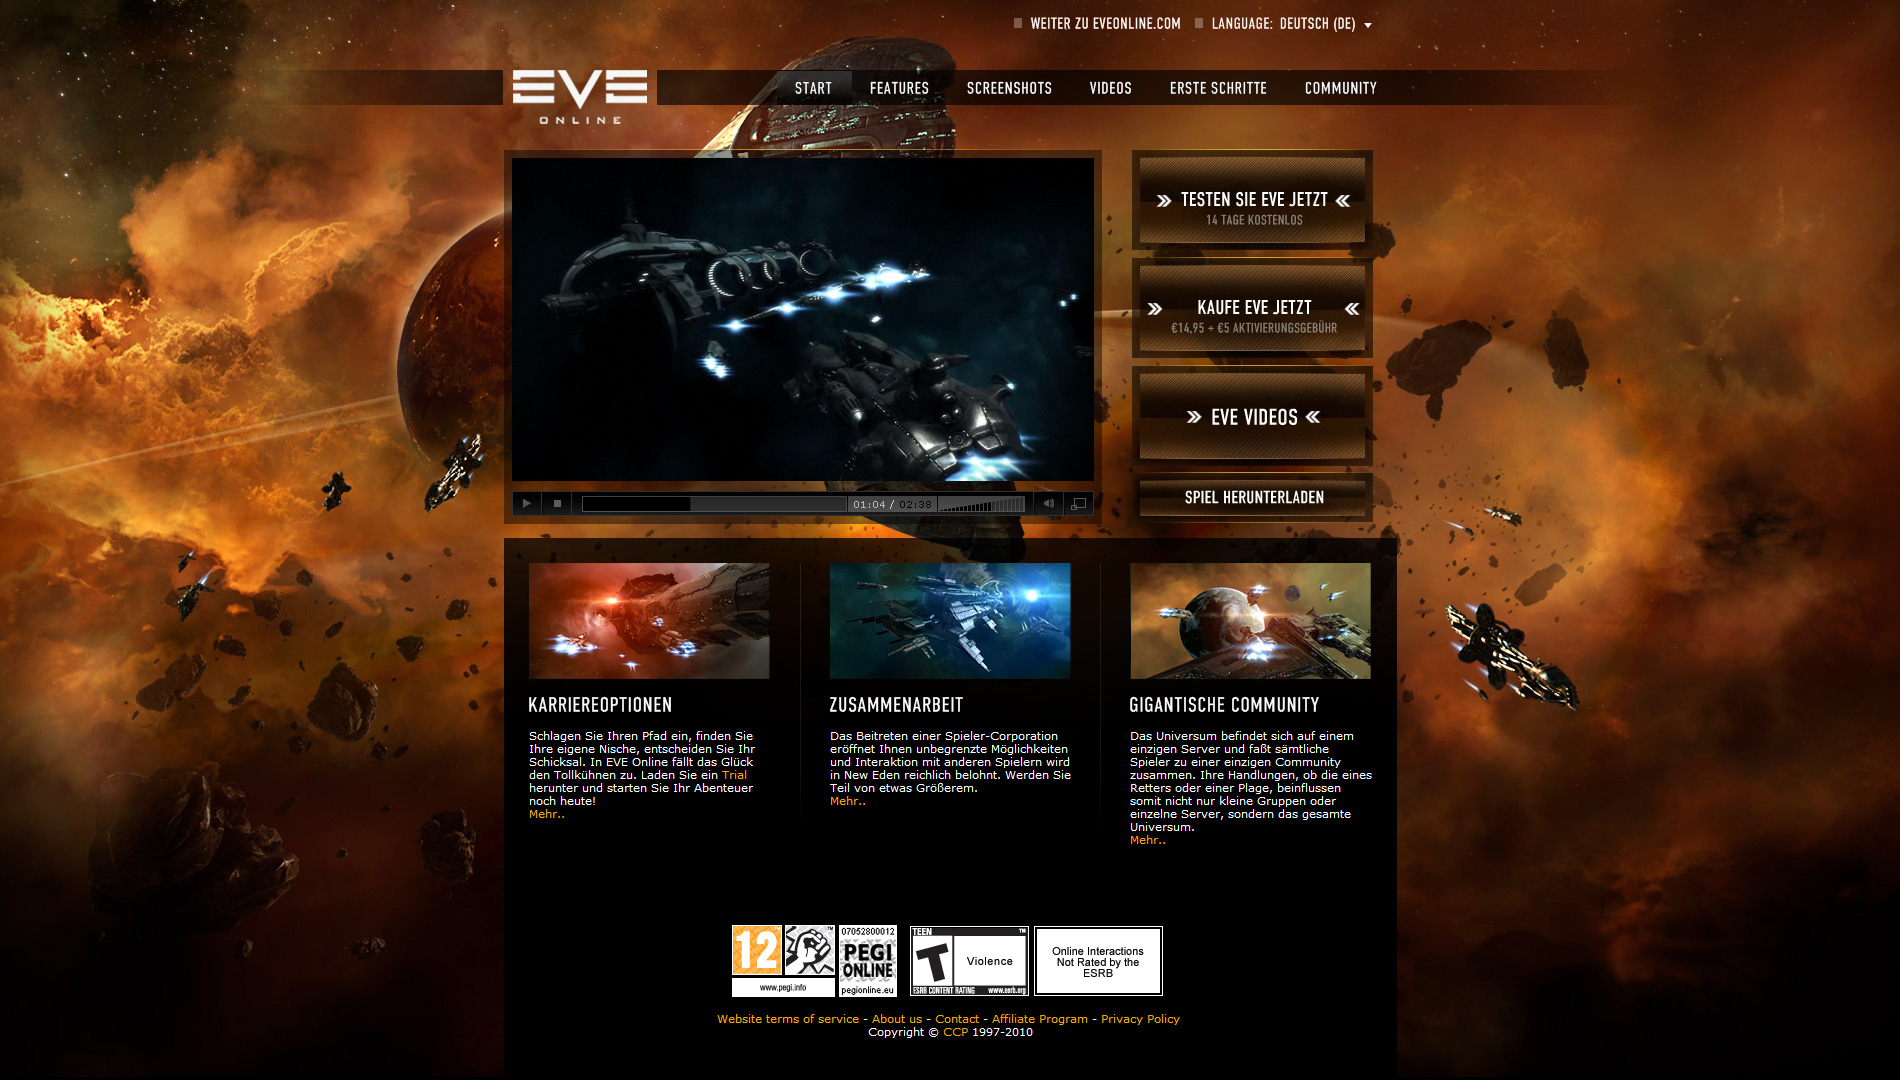 WEITER ZU EVEONLINE.COM
LANGUAGE: DEUTSCH (DE)
EVE
ONLINE
START
FEATURES
SCREENSHOTS
VIDEOS
ERSTE SCHRITTE
COMMUNITY
TESTEN SIE EVE JETZT
14 TAGE KOSTENLOS
KAUFE EVE JETZT
€14,95 + €5 AKTIVIERUNGSGEBÜHR
EVE VIDEOS
SPIEL HERUNTERLADEN
01:04 / 02:38
KARRIEREOPTIONEN
Schlagen Sie Ihren Pfad ein, finden Sie
Ihre eigene Nische, entscheiden Sie Ihr
Schicksal. In EVE Online fällt das Glück
den Tollkühnen zu. Laden Sie ein Trial
herunter und starten Sie Ihr Abenteuer
noch heute!
Mehr..
ZUSAMMENARBEIT
Das Beitreten einer Spieler-Corporation
eröffnet Ihnen unbegrenzte Möglichkeiten
und Interaktion mit anderen Spielern wird
in New Eden reichlich belohnt. Werden Sie
Teil von etwas Größerem.
Mehr..
GIGANTISCHE COMMUNITY
Das Universum befindet sich auf einem
einzigen Server und faßt sämtliche
Spieler zu einer einzigen Community
zusammen. Ihre Handlungen, ob die eines
Retters oder einer Plage, beinflussen
somit nicht nur kleine Gruppen oder
einzelne Server, sondern das gesamte
Universum.
Mehr..
12
www.pegi.info
07052800012
PEGI
ONLINE
pegionline.eu
TEEN
T
Violence
ESRB CONTENT RATING www.esrb.org
Online Interactions
Not Rated by the
ESRB
Website terms of service - About us - Contact - Affiliate Program - Privacy Policy
Copyright © CCP 1997-2010